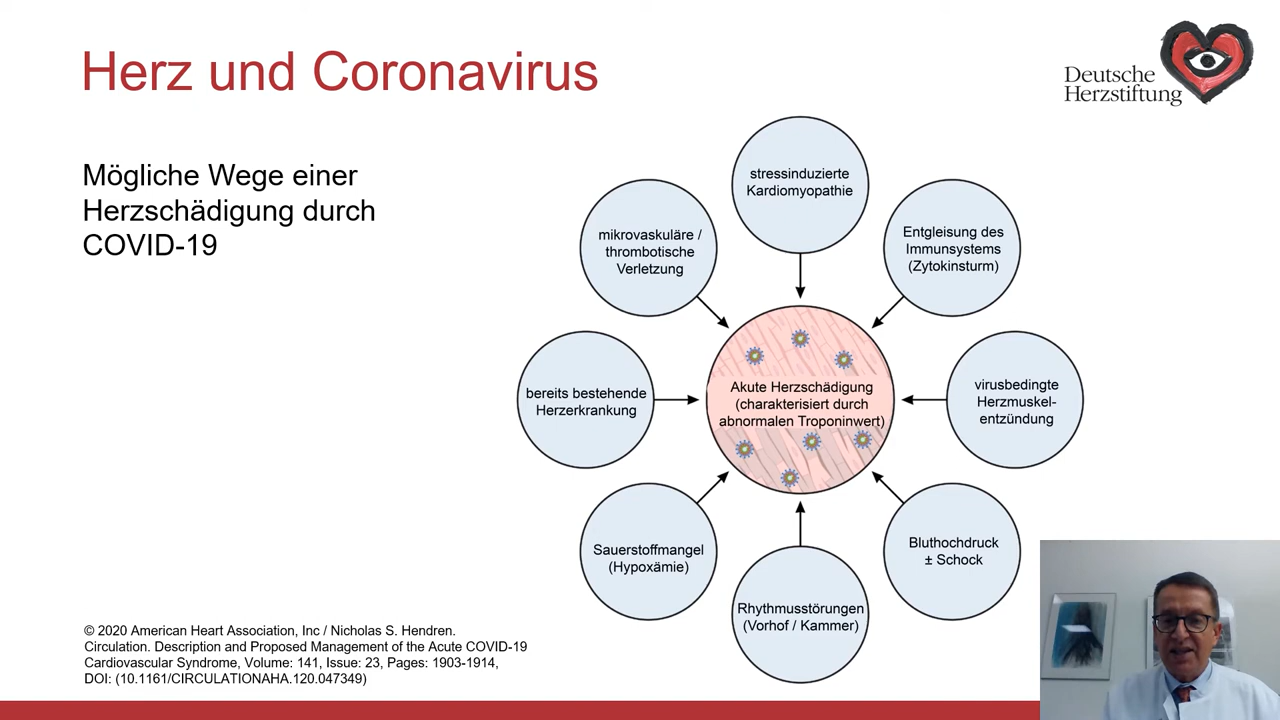 Herz und Coronavirus
Deutsche
Herzstiftung
Mögliche Wege einer
Herzschädigung durch
COVID-19
stressinduzierte
Kardiomyopathie
mikrovaskuläre /
thrombotische
Verletzung
Entgleisung des
Immunsystems
(Zytokinsturm)
bereits bestehende
Herzerkrankung
Akute Herzschädigung
(charakterisiert durch
abnormalen Troponinwert)
virusbedingte
Herzmuskel-
entzündung
Sauerstoffmangel
(Hypoxämie)
Bluthochdruck
± Schock
Rhythmusstörungen
(Vorhof / Kammer)
© 2020 American Heart Association, Inc / Nicholas S. Hendren.
Circulation. Description and Proposed Management of the Acute COVID-19
Cardiovascular Syndrome, Volume: 141, Issue: 23, Pages: 1903-1914,
DOI: (10.1161/CIRCULATIONAHA.120.047349)